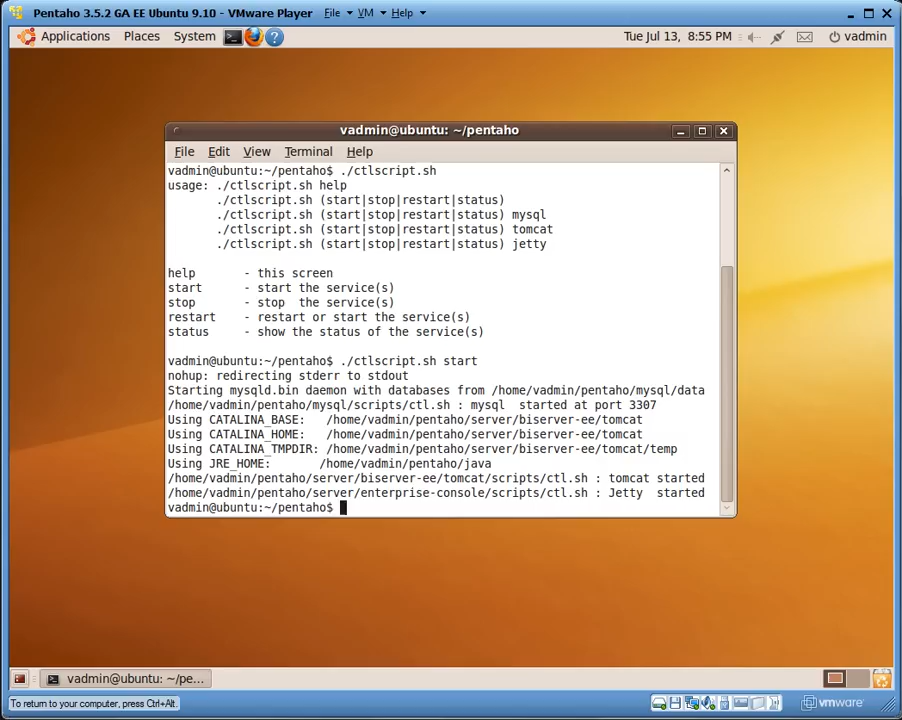 Pentaho 3.5.2 GA EE Ubuntu 9.10 - VMware Player File VM Help
Applications Places System Tue Jul 13, 8:55 PM vadmin
vadmin@ubuntu: ~/pentaho
File Edit View Terminal Help
vadmin@ubuntu:~/pentaho$ ./ctlscript.sh
usage: ./ctlscript.sh help
./ctlscript.sh (start|stop|restart|status)
./ctlscript.sh (start|stop|restart|status) mysql
./ctlscript.sh (start|stop|restart|status) tomcat
./ctlscript.sh (start|stop|restart|status) jetty
help - this screen
start - start the service(s)
stop - stop the service(s)
restart - restart or start the service(s)
status - show the status of the service(s)
vadmin@ubuntu:~/pentaho$ ./ctlscript.sh start
nohup: redirecting stderr to stdout
Starting mysqld.bin daemon with databases from /home/vadmin/pentaho/mysql/data
/home/vadmin/pentaho/mysql/scripts/ctl.sh : mysql started at port 3307
Using CATALINA_BASE: /home/vadmin/pentaho/server/biserver-ee/tomcat
Using CATALINA_HOME: /home/vadmin/pentaho/server/biserver-ee/tomcat
Using CATALINA_TMPDIR: /home/vadmin/pentaho/server/biserver-ee/tomcat/temp
Using JRE_HOME: /home/vadmin/pentaho/java
/home/vadmin/pentaho/server/biserver-ee/tomcat/scripts/ctl.sh : tomcat started
/home/vadmin/pentaho/server/enterprise-console/scripts/ctl.sh : Jetty started
vadmin@ubuntu:~/pentaho$
vadmin@ubuntu: ~/pe...
To return to your computer, press Ctrl+Alt.
vmware